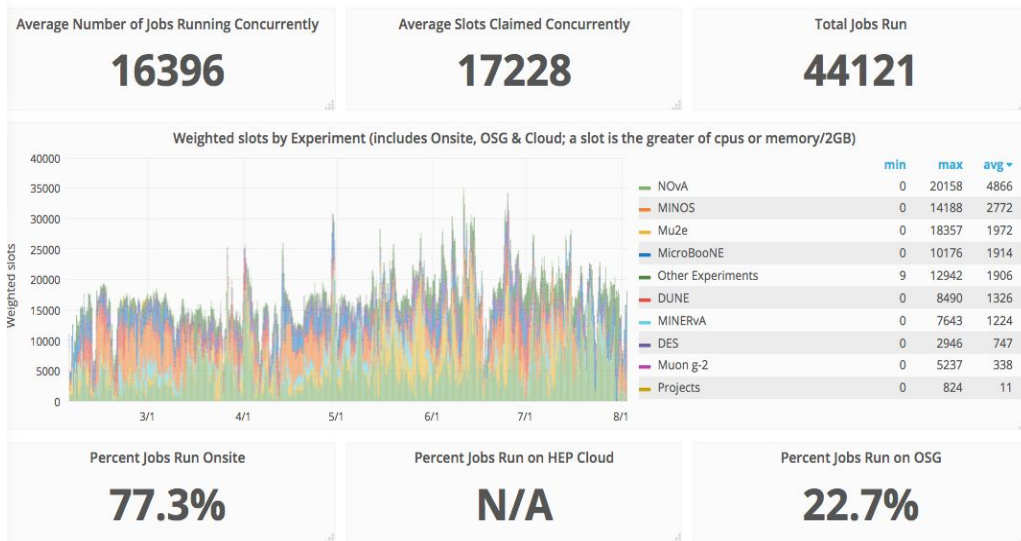 Average Number of Jobs Running Concurrently
16396
Average Slots Claimed Concurrently
17228
Total Jobs Run
44121
Weighted slots by Experiment (includes Onsite, OSG & Cloud; a slot is the greater of cpus or memory/2GB)
Weighted slots
40000
35000
30000
25000
20000
15000
10000
5000
0
3/1 4/1 5/1 6/1 7/1 8/1
min max avg
NOvA 0 20158 4866
MINOS 0 14188 2772
Mu2e 0 18357 1972
MicroBooNE 0 10176 1914
Other Experiments 9 12942 1906
DUNE 0 8490 1326
MINERvA 0 7643 1224
DES 0 2946 747
Muon g-2 0 5237 338
Projects 0 824 11
Percent Jobs Run Onsite
77.3%
Percent Jobs Run on HEP Cloud
N/A
Percent Jobs Run on OSG
22.7%